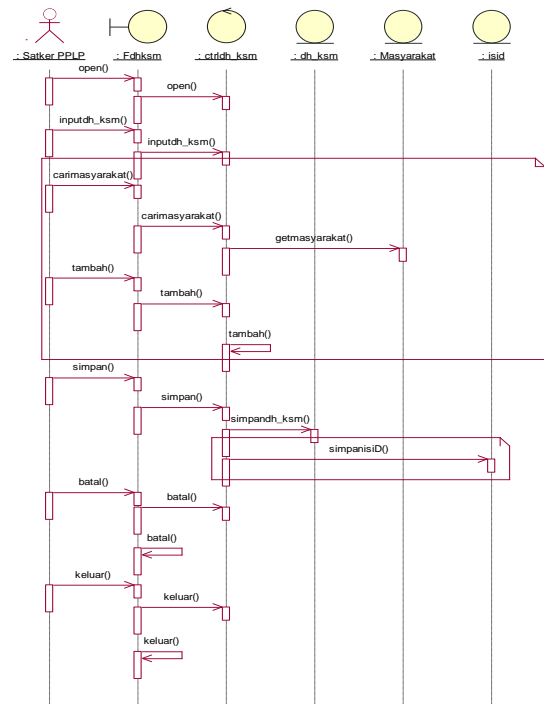 : Satker PPLP
: Fdhksm
: ctrldh_ksm
: dh_ksm
: Masyarakat
: isid
open()
open()
inputdh_ksm()
inputdh_ksm()
carimasyarakat()
carimasyarakat()
getmasyarakat()
tambah()
tambah()
tambah()
simpan()
simpan()
simpandh_ksm()
simpanisiD()
batal()
batal()
batal()
keluar()
keluar()
keluar()